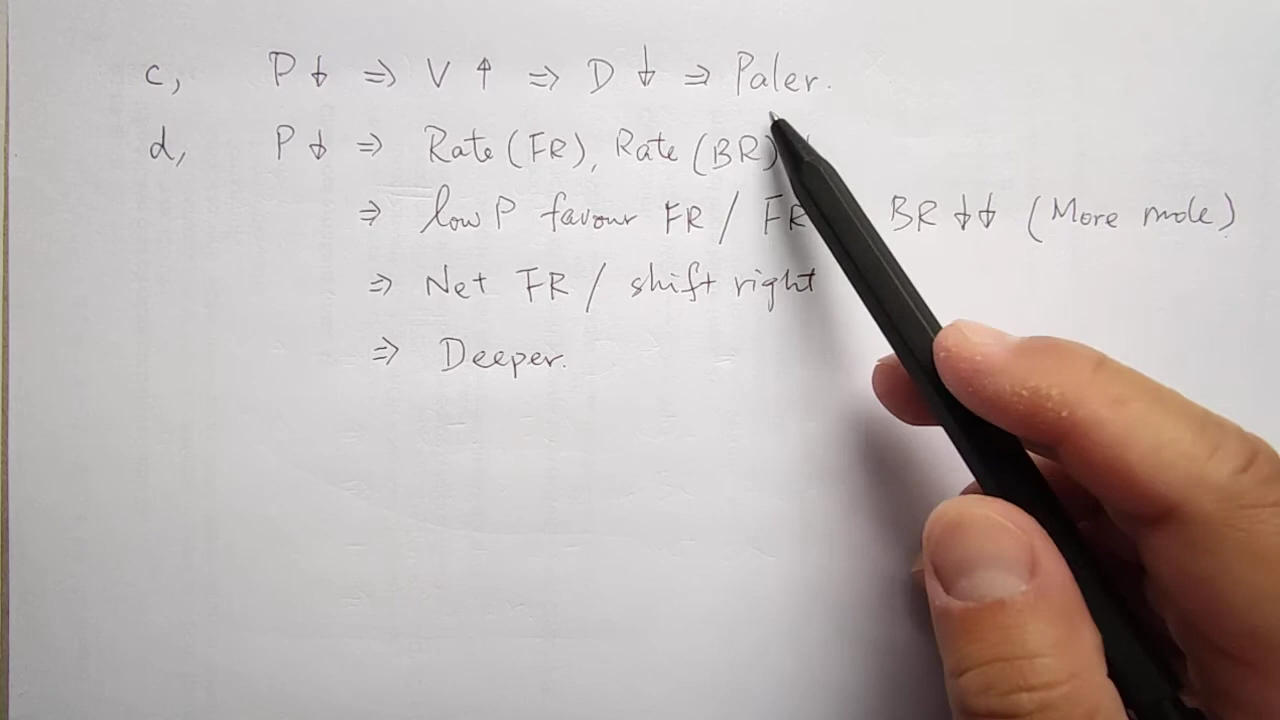 c, P↓ ⇒ V ↑ ⇒ D ↓ ⇒ Paler.
d, P↓ ⇒ Rate (FR), Rate (BR)
⇒ low P favour FR / FR BR ↓↓ (More mole)
⇒ Net FR / shift right
⇒ Deeper.